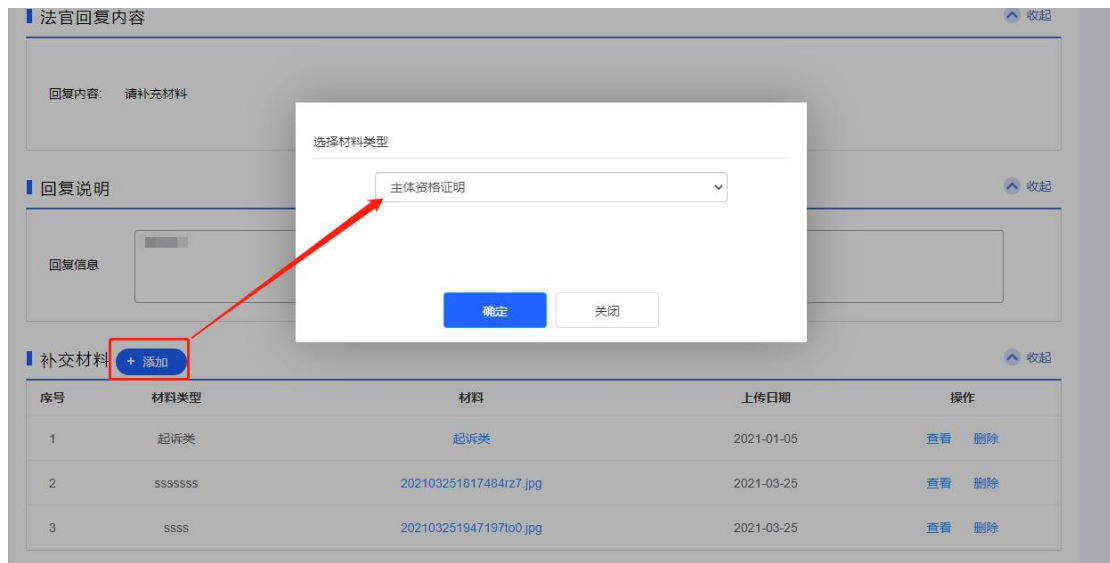 法官回复内容 收起
回复内容: 请补充材料
选择材料类型
主体资格证明
回复说明 收起
回复信息
确定 关闭
补交材料 + 添加 收起
序号 材料类型 材料 上传日期 操作
1 起诉类 起诉类 2021-01-05 查看 删除
2 sssssss 202103251817484rz7.jpg 2021-03-25 查看 删除
3 ssss 202103251947197to0.jpg 2021-03-25 查看 删除